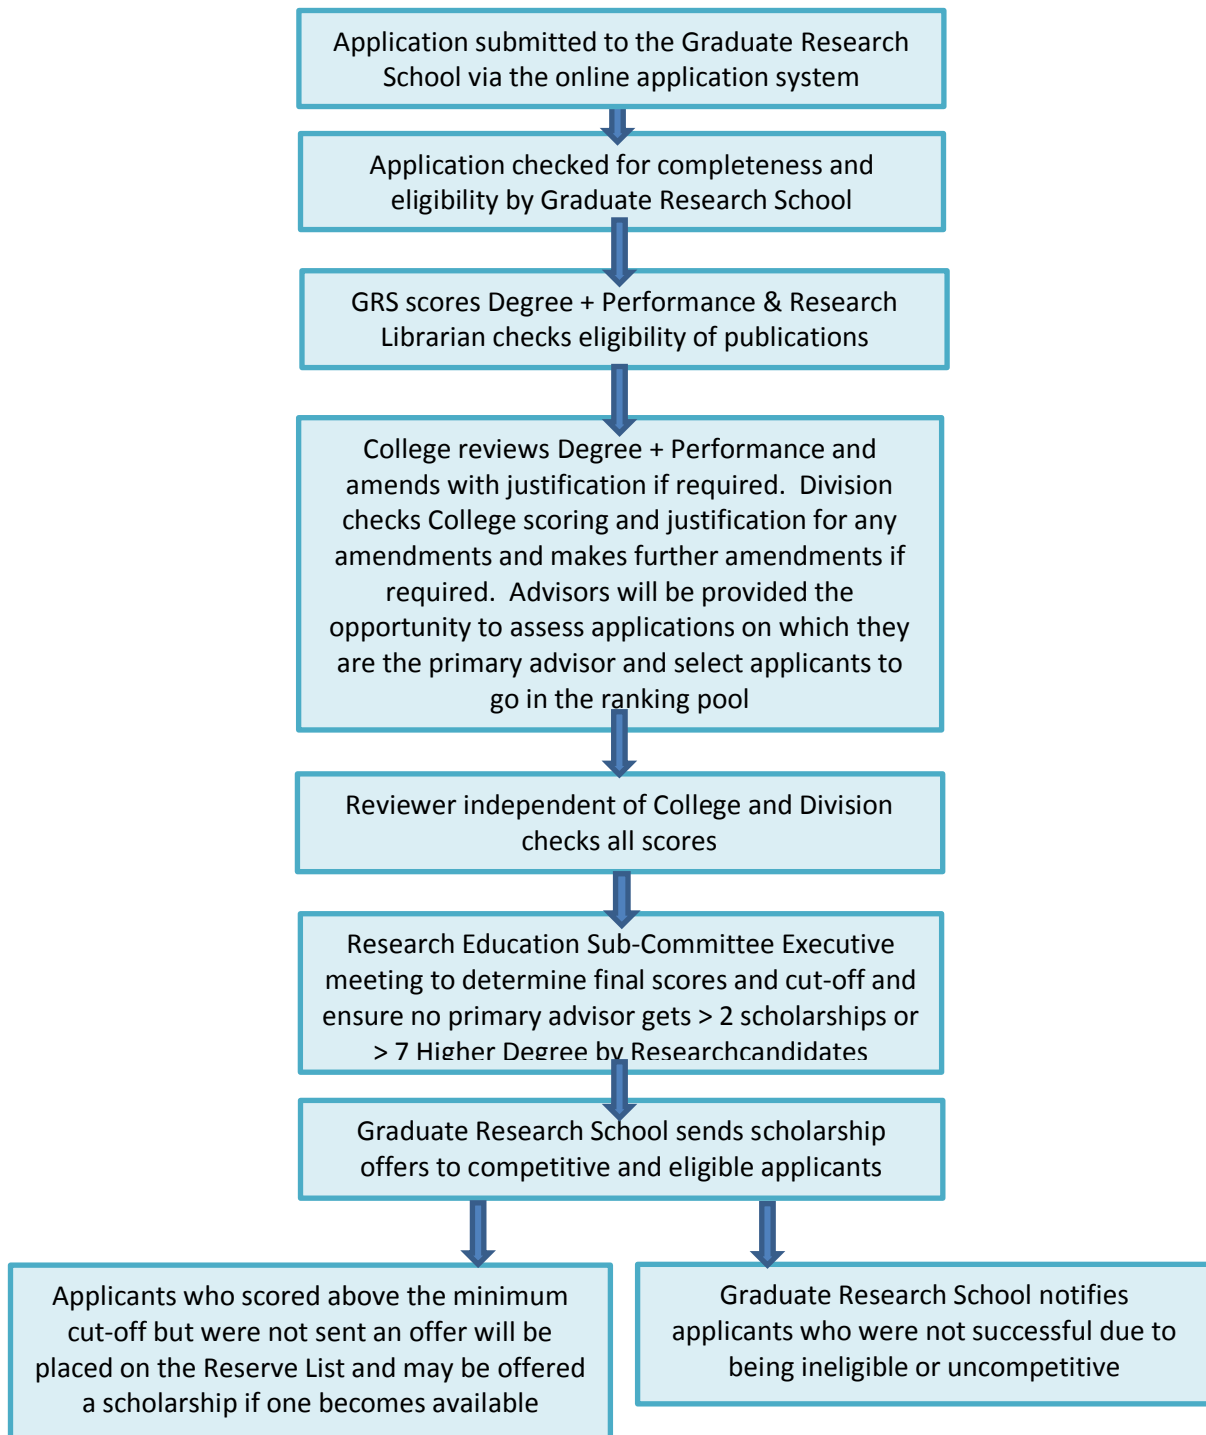 Application submitted to the Graduate Research
School via the online application system
Application checked for completeness and
eligibility by Graduate Research School
GRS scores Degree + Performance & Research
Librarian checks eligibility of publications
College reviews Degree + Performance and
amends with justification if required.  Division
checks College scoring and justification for any
amendments and makes further amendments if
required.  Advisors will be provided the
opportunity to assess applications on which they
are the primary advisor and select applicants to
go in the ranking pool
Reviewer independent of College and Division
checks all scores
Research Education Sub-Committee Executive
meeting to determine final scores and cut-off and
ensure no primary advisor gets > 2 scholarships or
> 7 Higher Degree by Researchcandidates
Graduate Research School sends scholarship
offers to competitive and eligible applicants
Applicants who scored above the minimum
cut-off but were not sent an offer will be
placed on the Reserve List and may be offered
a scholarship if one becomes available
Graduate Research School notifies
applicants who were not successful due to
being ineligible or uncompetitive